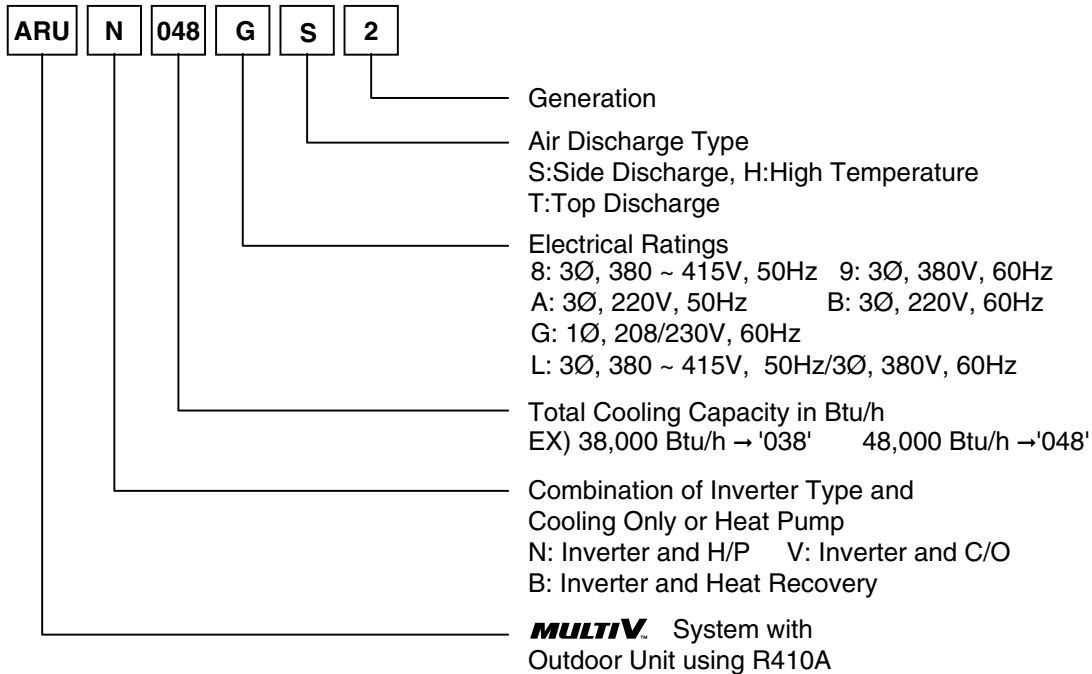 ARU N 048 G S 2
Generation
Air Discharge Type
S:Side Discharge, H:High Temperature
T:Top Discharge
Electrical Ratings
8: 3Ø, 380 ~ 415V, 50Hz 9: 3Ø, 380V, 60Hz
A: 3Ø, 220V, 50Hz B: 3Ø, 220V, 60Hz
G: 1Ø, 208/230V, 60Hz
L: 3Ø, 380 ~ 415V, 50Hz/3Ø, 380V, 60Hz
Total Cooling Capacity in Btu/h
EX) 38,000 Btu/h → '038' 48,000 Btu/h →'048'
Combination of Inverter Type and
Cooling Only or Heat Pump
N: Inverter and H/P V: Inverter and C/O
B: Inverter and Heat Recovery
MULTI V™ System with
Outdoor Unit using R410A